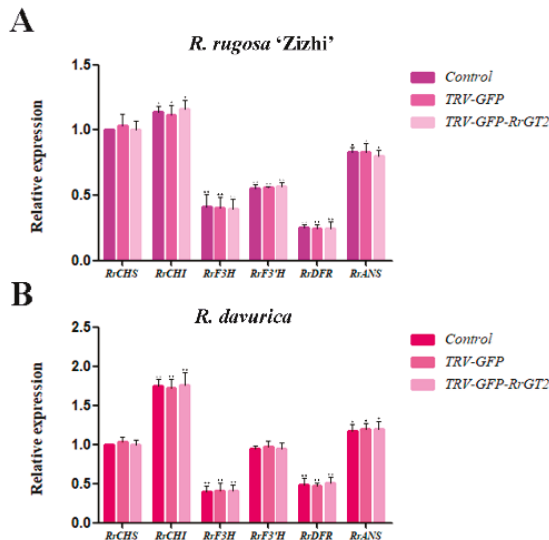 A
R. rugosa ‘Zizhi’
Control
TRV-GFP
TRV-GFP-RrGT2
Relative expression
1.5
1.0
0.5
0.0
RrCHS RrCHI RrF3H RrF3'H RrDFR RrANS
B
R. davurica
Control
TRV-GFP
TRV-GFP-RrGT2
Relative expression
2.5
2.0
1.5
1.0
0.5
0.0
RrCHS RrCHI RrF3H RrF3'H RrDFR RrANS